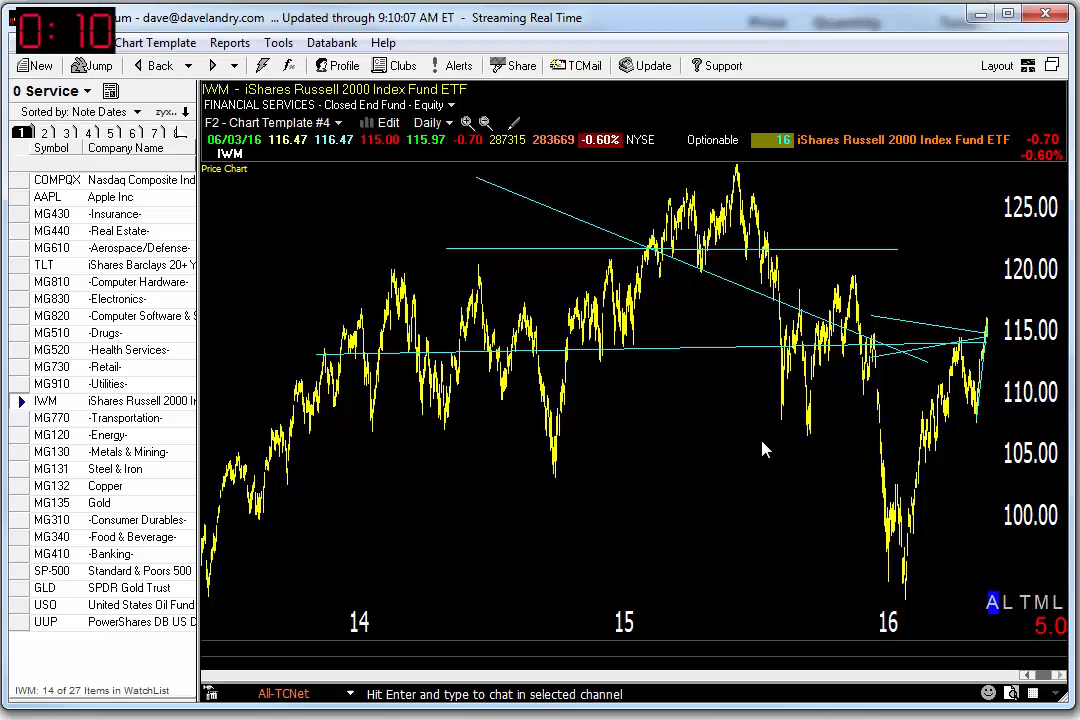 0:10
um - dave@davelandry.com ... Updated through 9:10:07 AM ET - Streaming Real Time
Chart Template Reports Tools Databank Help
New Jump Back Profile Clubs Alerts Share TCMail Update Support Layout
0 Service
Sorted by: Note Dates zyx..
1 2 3 4 5 6 7
Symbol Company Name
COMPQX Nasdaq Composite Ind
AAPL Apple Inc
MG430 -Insurance-
MG440 -Real Estate-
MG610 -Aerospace/Defense-
TLT iShares Barclays 20+ Y
MG810 -Computer Hardware-
MG830 -Electronics-
MG820 -Computer Software & S
MG510 -Drugs-
MG520 -Health Services-
MG730 -Retail-
MG910 -Utilities-
IWM iShares Russell 2000 In
MG770 -Transportation-
MG120 -Energy-
MG130 -Metals & Mining-
MG131 Steel & Iron
MG132 Copper
MG135 Gold
MG310 -Consumer Durables-
MG340 -Food & Beverage-
MG410 -Banking-
SP-500 Standard & Poors 500
GLD SPDR Gold Trust
USO United States Oil Fund
UUP PowerShares DB US D
IWM: 14 of 27 Items in WatchList
IWM - iShares Russell 2000 Index Fund ETF
FINANCIAL SERVICES - Closed End Fund - Equity
F2 - Chart Template #4 Edit Daily
06/03/16 116.47 116.47 115.00 115.97 -0.70 287315 283669 -0.60% NYSE Optionable 16 iShares Russell 2000 Index Fund ETF -0.70
IWM -0.60%
Price Chart
125.00
120.00
115.00
110.00
105.00
100.00
A L T M L
5.0
14 15 16
All-TCNet Hit Enter and type to chat in selected channel